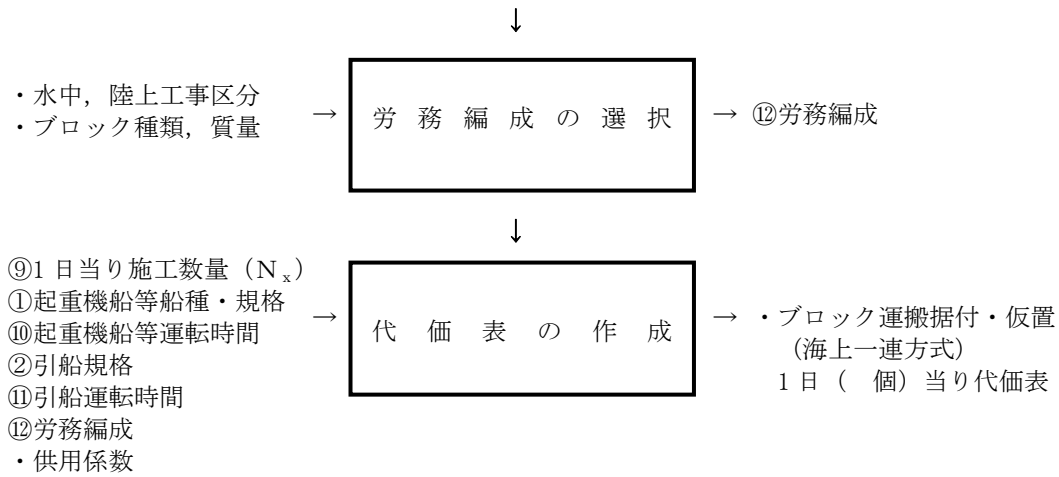 ↓
・水中，陸上工事区分
・ブロック種類，質量
→
労務編成の選択
→ ⑫労務編成
↓
⑨1日当り施工数量（Nx）
①起重機船等船種・規格
⑩起重機船等運転時間
②引船規格
⑪引船運転時間
⑫労務編成
・供用係数
→
代価表の作成
→ ・ブロック運搬据付・仮置
（海上一連方式）
1日（　個）当り代価表